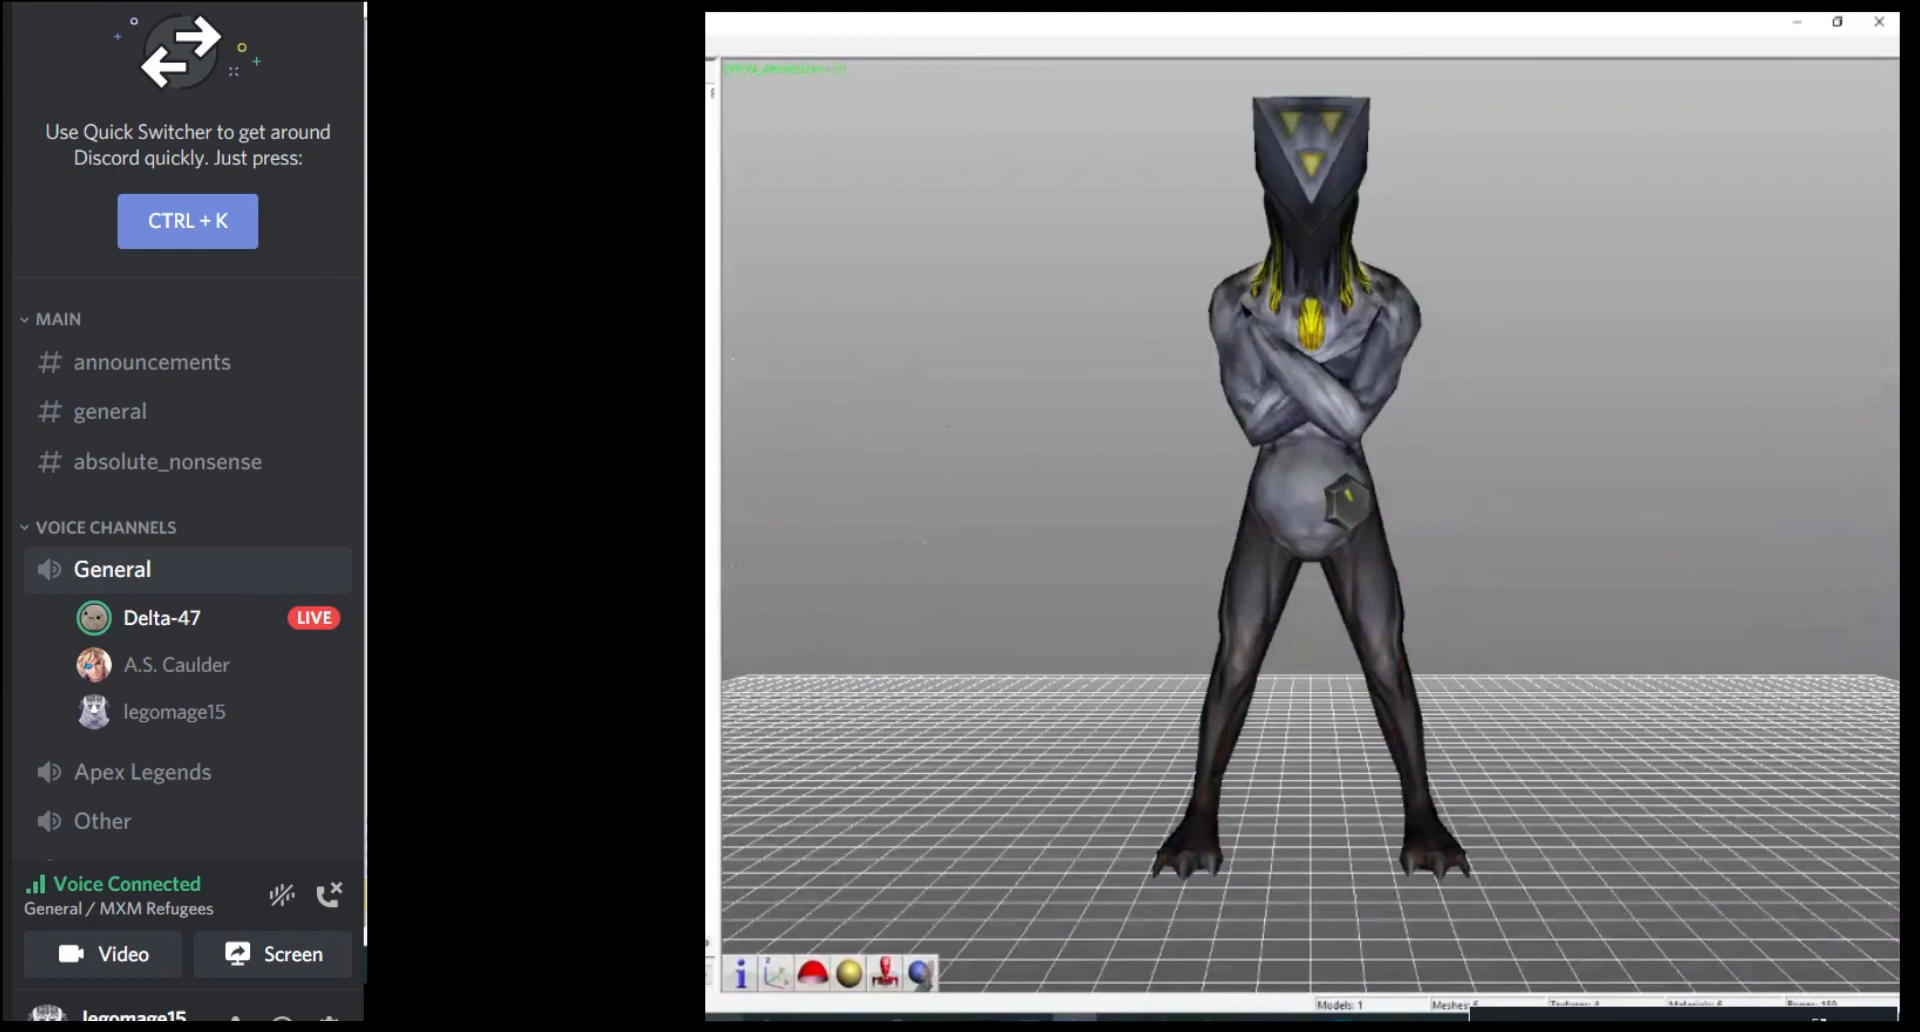 Use Quick Switcher to get around
Discord quickly. Just press:
CTRL + K
MAIN
# announcements
# general
# absolute_nonsense
VOICE CHANNELS
General
Delta-47 LIVE
A.S. Caulder
legomage15
Apex Legends
Other
Voice Connected
General / MXM Refugees
Video Screen
legomage15
Models: 1